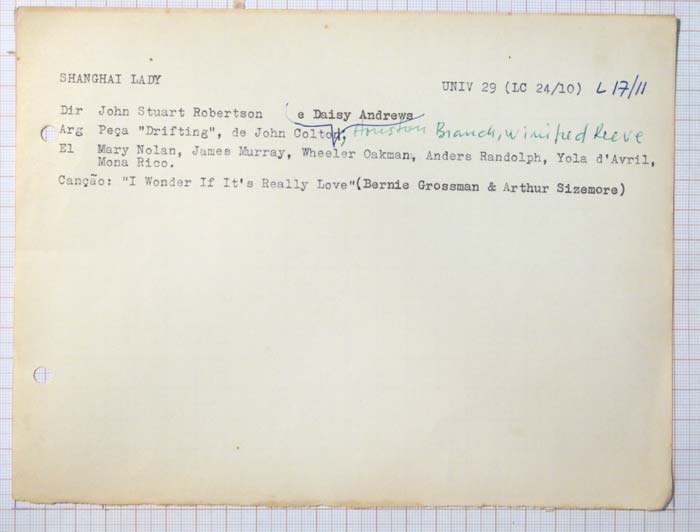 SHANGHAI LADY
UNIV 29 (LC 24/10) L 17/11
Dir John Stuart Robertson e Daisy Andrews
Arg Peça "Drifting", de John Colton; Houston Branch, Winifred Reeve
El Mary Nolan, James Murray, Wheeler Oakman, Anders Randolph, Yola d'Avril,
Mona Rico.
Canção: "I Wonder If It's Really Love"(Bernie Grossman & Arthur Sizemore)